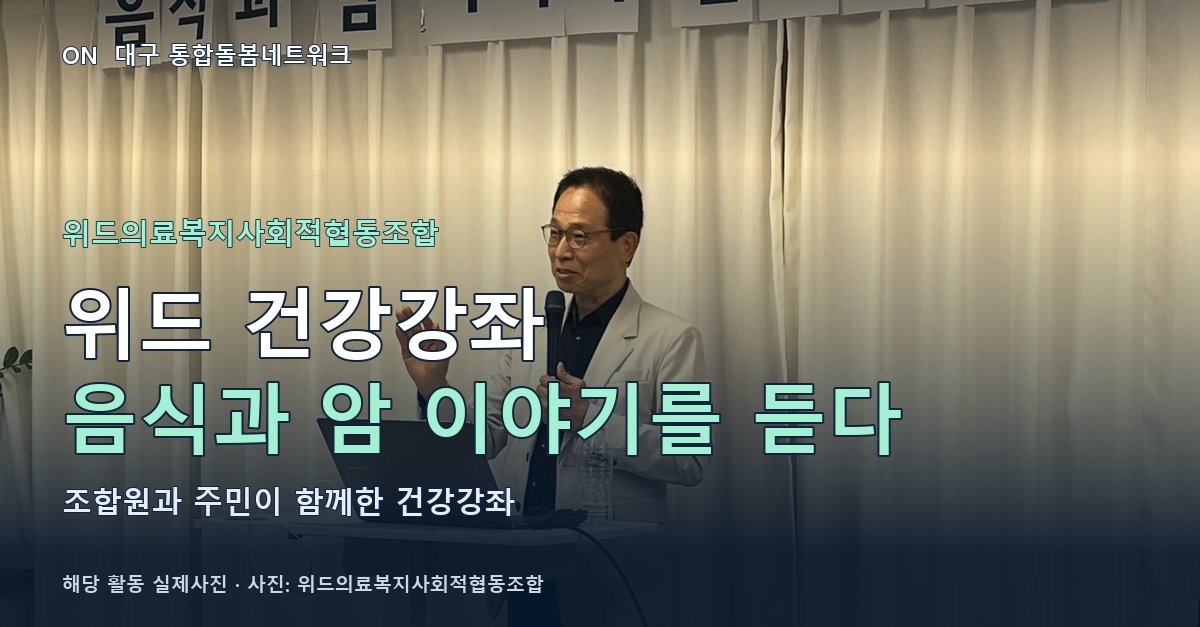 음식과 암
ON 대구 통합돌봄네트워크
위드의료복지사회적협동조합
위드 건강강좌
음식과 암 이야기를 듣다
조합원과 주민이 함께한 건강강좌
해당 활동 실제사진 · 사진: 위드의료복지사회적협동조합